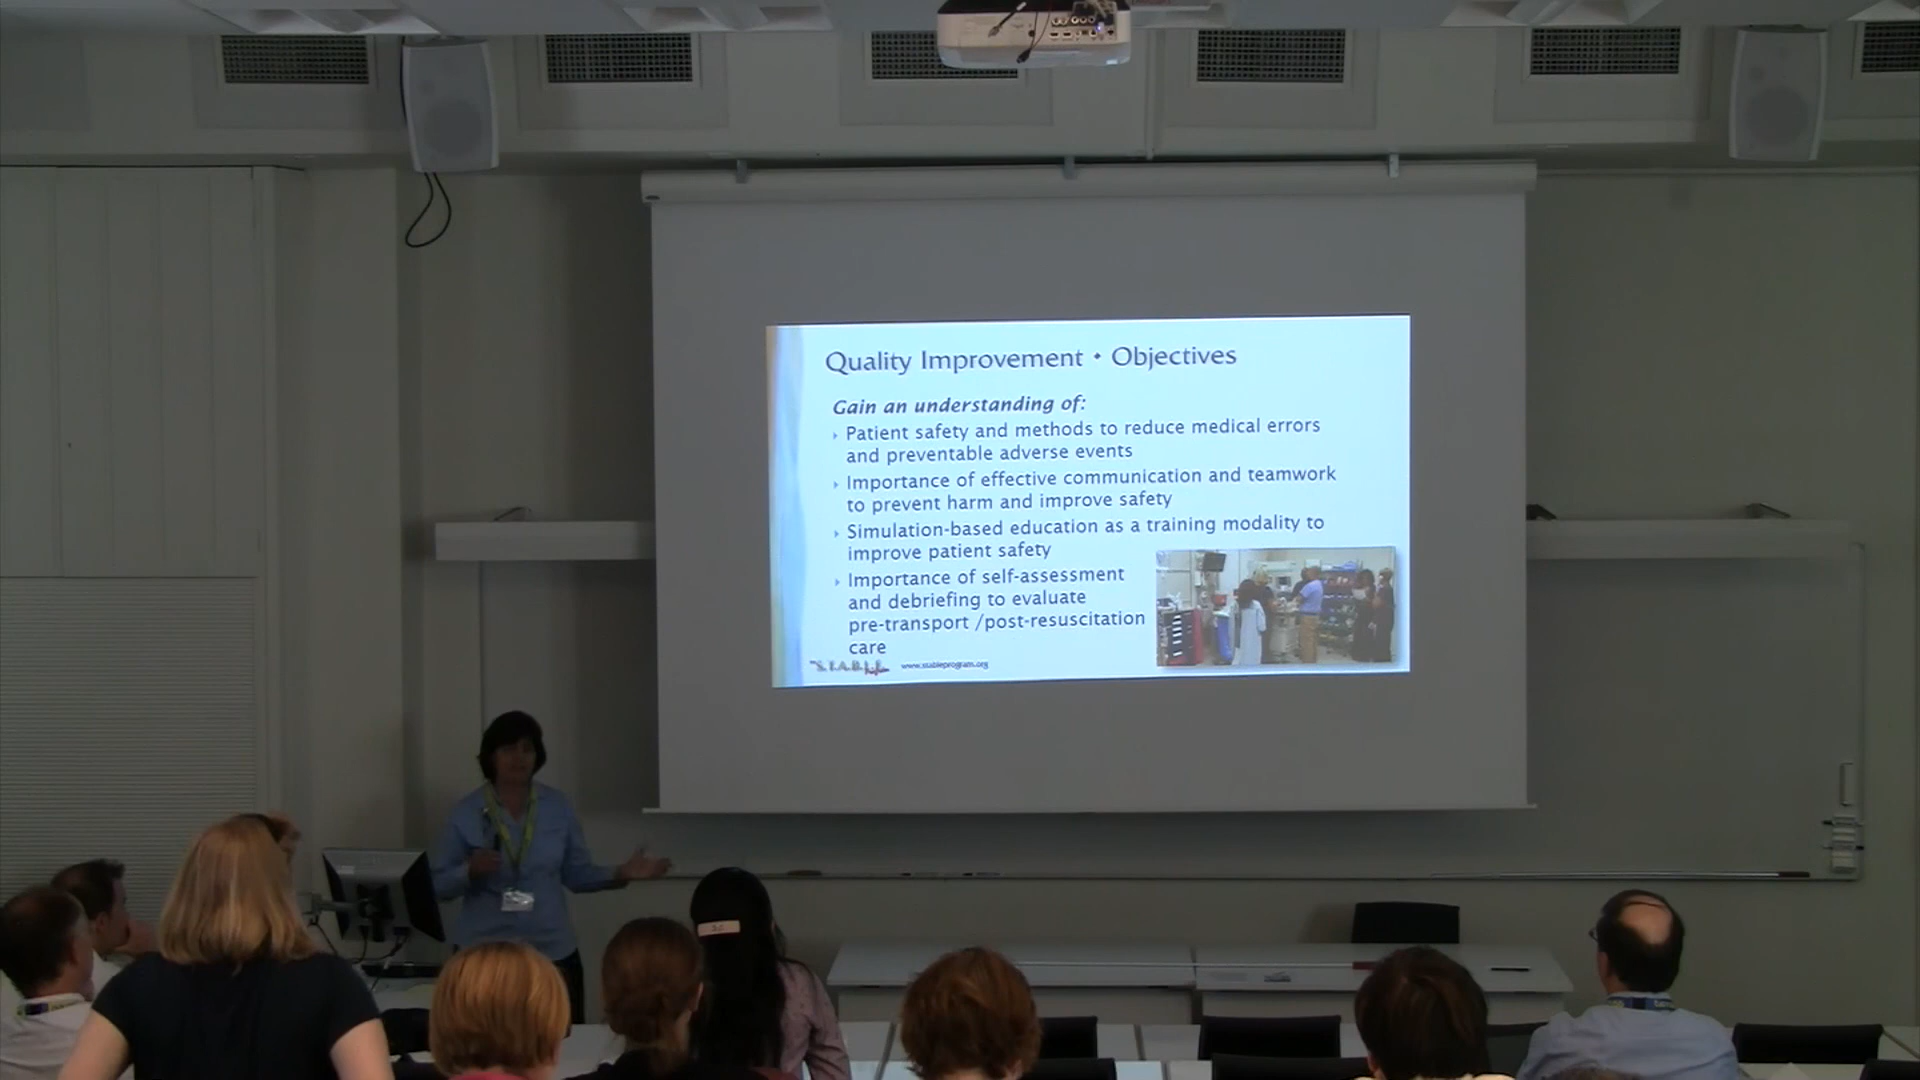 Quality Improvement • Objectives
Gain an understanding of:
Patient safety and methods to reduce medical errors
and preventable adverse events
Importance of effective communication and teamwork
to prevent harm and improve safety
Simulation-based education as a training modality to
improve patient safety
Importance of self-assessment
and debriefing to evaluate
pre-transport /post-resuscitation
care
S.T.A.B.L.E. www.stableprogram.org